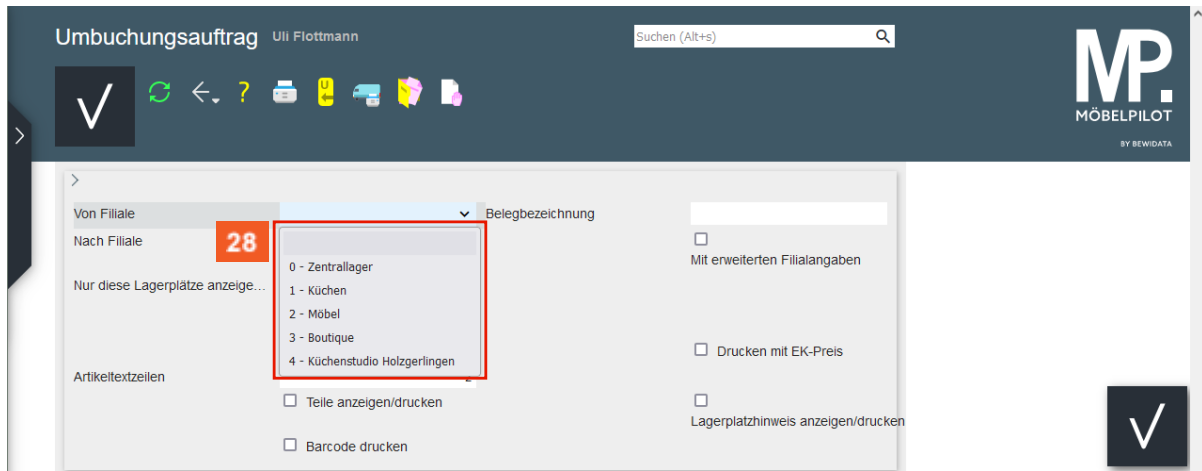 Umbuchungsauftrag Uli Flottmann
Suchen (Alt+s)
MP.
MÖBELPILOT
BY BEWIDATA
Von Filiale
Belegbezeichnung
Nach Filiale
28
Mit erweiterten Filialangaben
0 - Zentrallager
Nur diese Lagerplätze anzeige...
1 - Küchen
2 - Möbel
3 - Boutique
Drucken mit EK-Preis
4 - Küchenstudio Holzgerlingen
Artikeltextzeilen
Teile anzeigen/drucken
Lagerplatzhinweis anzeigen/drucken
Barcode drucken